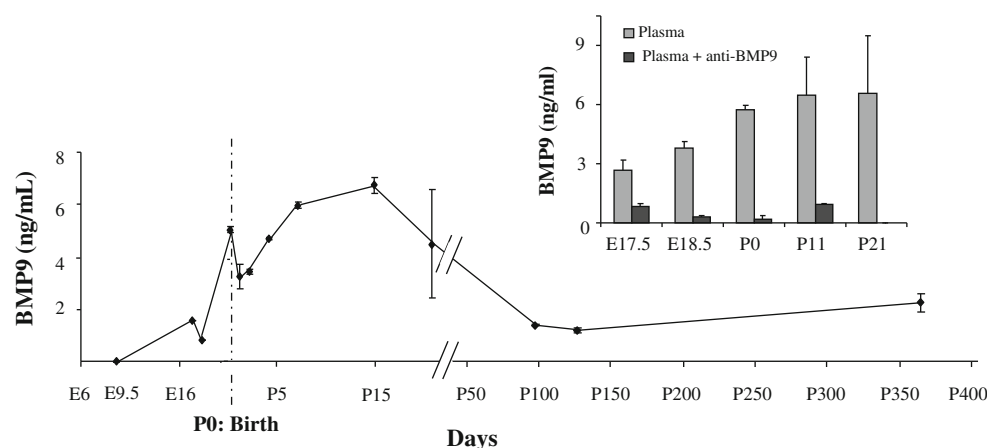 9
Plasma
Plasma + anti-BMP9
6
3
0
BMP9 (ng/ml)
E17.5 E18.5 P0 P11 P21
8
6
4
2
BMP9 (ng/mL)
E6 E9.5 E16 P5 P15 P50 P100 P150 P200 P250 P300 P350 P400
P0: Birth
Days